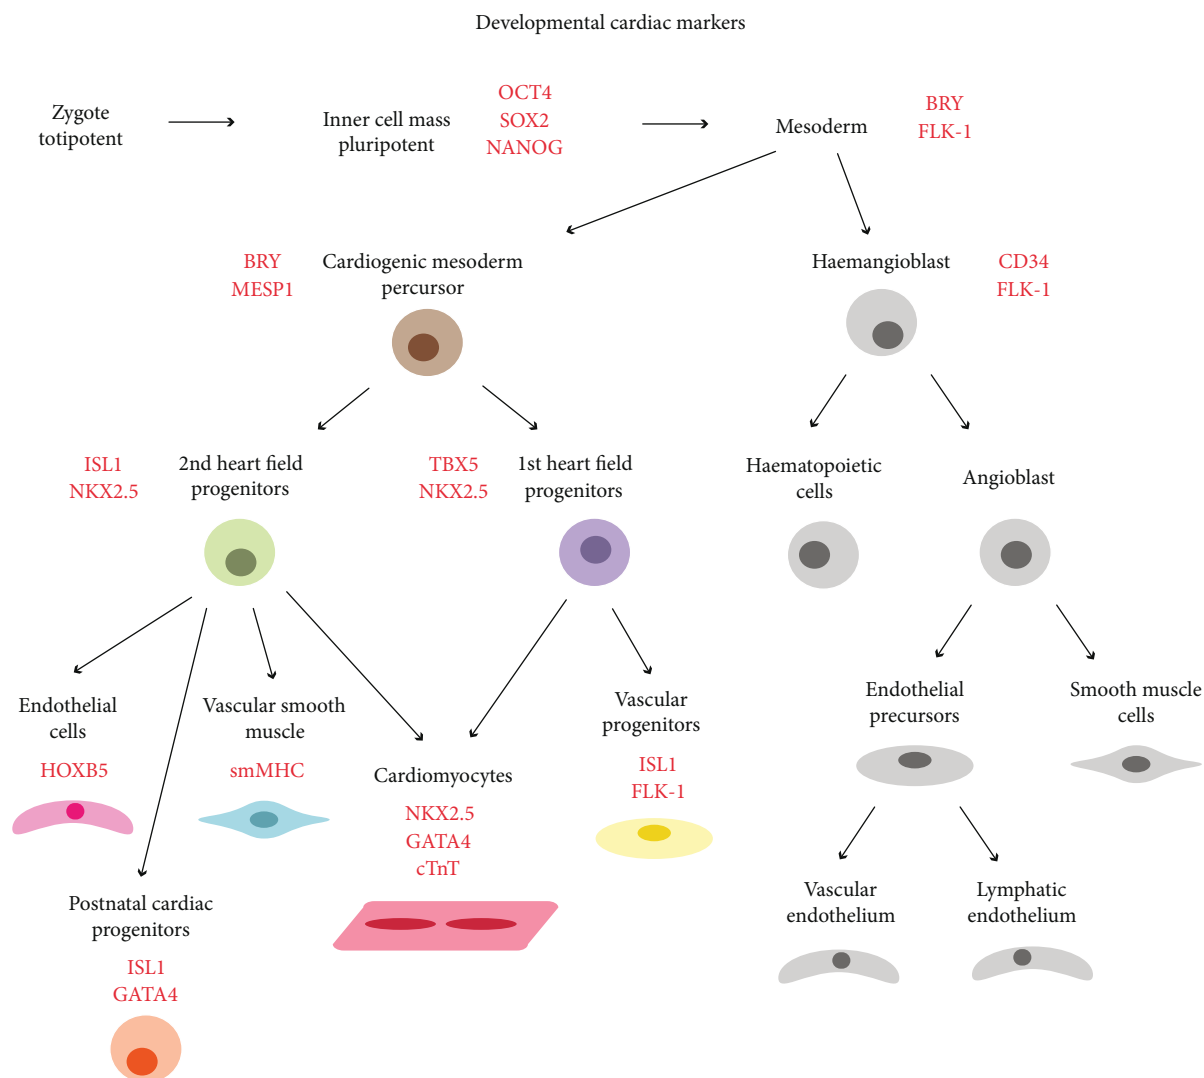 Developmental cardiac markers
Zygote
totipotent
Inner cell mass
pluripotent
OCT4
SOX2
NANOG
Mesoderm
BRY
FLK-1
BRY
MESP1
Cardiogenic mesoderm
percursor
Haemangioblast
CD34
FLK-1
ISL1
NKX2.5
2nd heart field
progenitors
TBX5
NKX2.5
1st heart field
progenitors
Haematopoietic
cells
Angioblast
Endothelial
cells
HOXB5
Vascular smooth
muscle
smMHC
Cardiomyocytes
NKX2.5
GATA4
cTnT
Vascular
progenitors
ISL1
FLK-1
Endothelial
precursors
Smooth muscle
cells
Postnatal cardiac
progenitors
ISL1
GATA4
Vascular
endothelium
Lymphatic
endothelium